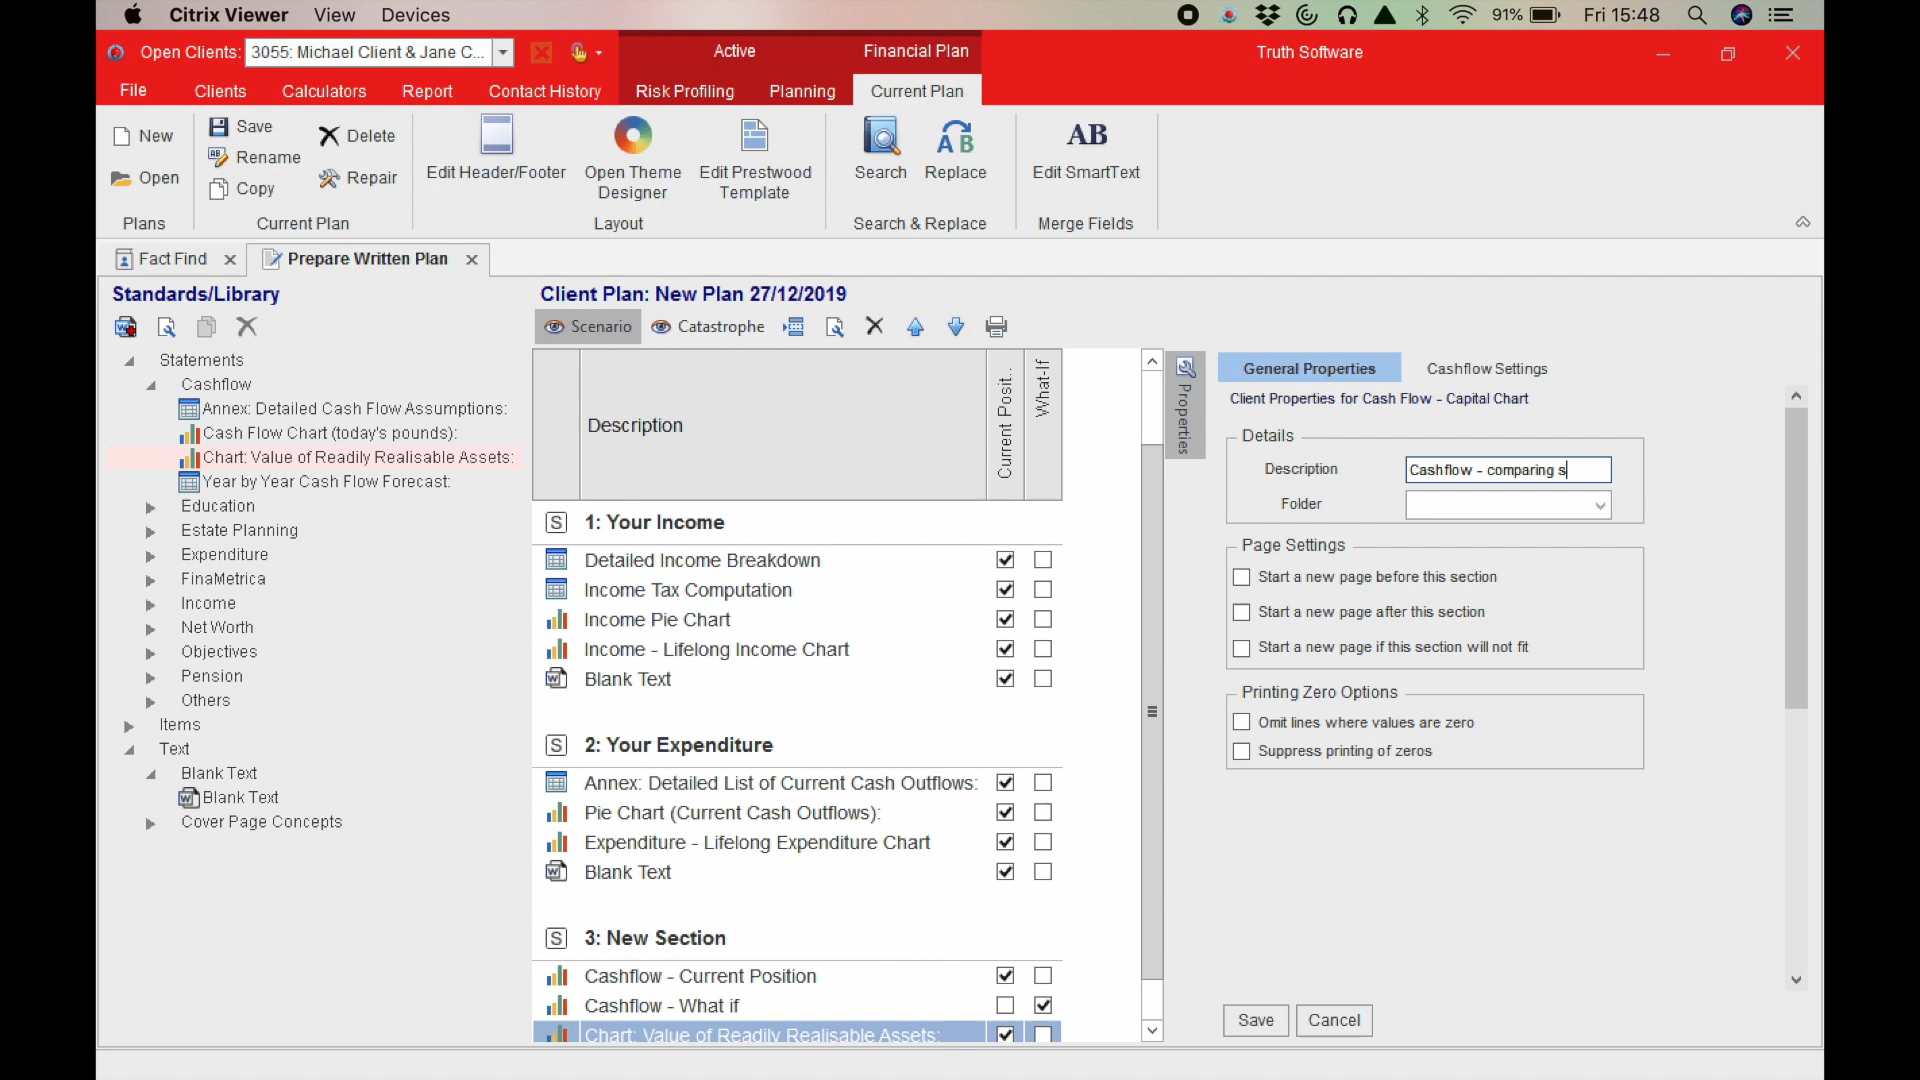 Citrix Viewer View Devices
91% Fri 15:48
Open Clients: 3055: Michael Client & Jane C...
Active
Financial Plan
Truth Software
File Clients Calculators Report Contact History Risk Profiling Planning Current Plan
New
Open
Plans
Save
Rename
Copy
Delete
Repair
Current Plan
Edit Header/Footer
Open Theme
Designer
Edit Prestwood
Template
Layout
Search
Replace
Search & Replace
AB
Edit SmartText
Merge Fields
Fact Find
Prepare Written Plan
Standards/Library
Statements
Cashflow
Annex: Detailed Cash Flow Assumptions:
Cash Flow Chart (today's pounds):
Chart: Value of Readily Realisable Assets:
Year by Year Cash Flow Forecast:
Education
Estate Planning
Expenditure
FinaMetrica
Income
Net Worth
Objectives
Pension
Others
Items
Text
Blank Text
Blank Text
Cover Page Concepts
Client Plan: New Plan 27/12/2019
Scenario
Catastrophe
Description
Current Posit..
What-If
S 1: Your Income
Detailed Income Breakdown
Income Tax Computation
Income Pie Chart
Income - Lifelong Income Chart
Blank Text
S 2: Your Expenditure
Annex: Detailed List of Current Cash Outflows:
Pie Chart (Current Cash Outflows):
Expenditure - Lifelong Expenditure Chart
Blank Text
S 3: New Section
Cashflow - Current Position
Cashflow - What if
Chart: Value of Readily Realisable Assets:
Properties
General Properties
Cashflow Settings
Client Properties for Cash Flow - Capital Chart
Details
Description Cashflow - comparing s
Folder
Page Settings
Start a new page before this section
Start a new page after this section
Start a new page if this section will not fit
Printing Zero Options
Omit lines where values are zero
Suppress printing of zeros
Save
Cancel